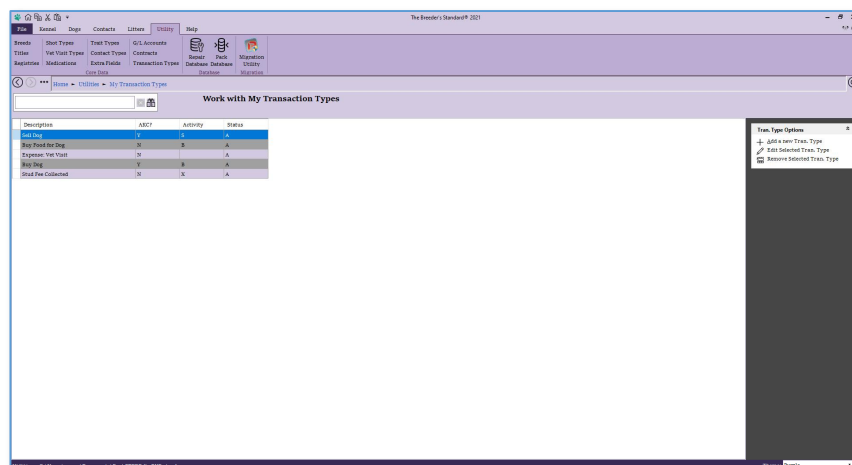 The Breeder's Standard® 2021
File Kennel Dogs Contacts Litters Utility Help
Breeds Shot Types Trait Types G/L Accounts
Titles Vet Visit Types Contact Types Contracts
Registries Medications Extra Fields Transaction Types
Repair Database
Pack Database
Migration Utility
Core Data Database Migration
Home Utilities My Transaction Types
Work with My Transaction Types
Description AKC? Activity Status
Sell Dog Y S A
Buy Food for Dog N B A
Expense: Vet Visit N A
Buy Dog Y B A
Stud Fee Collected N X A
Tran. Type Options
Add a new Tran. Type
Edit Selected Tran. Type
Remove Selected Tran. Type
Purple